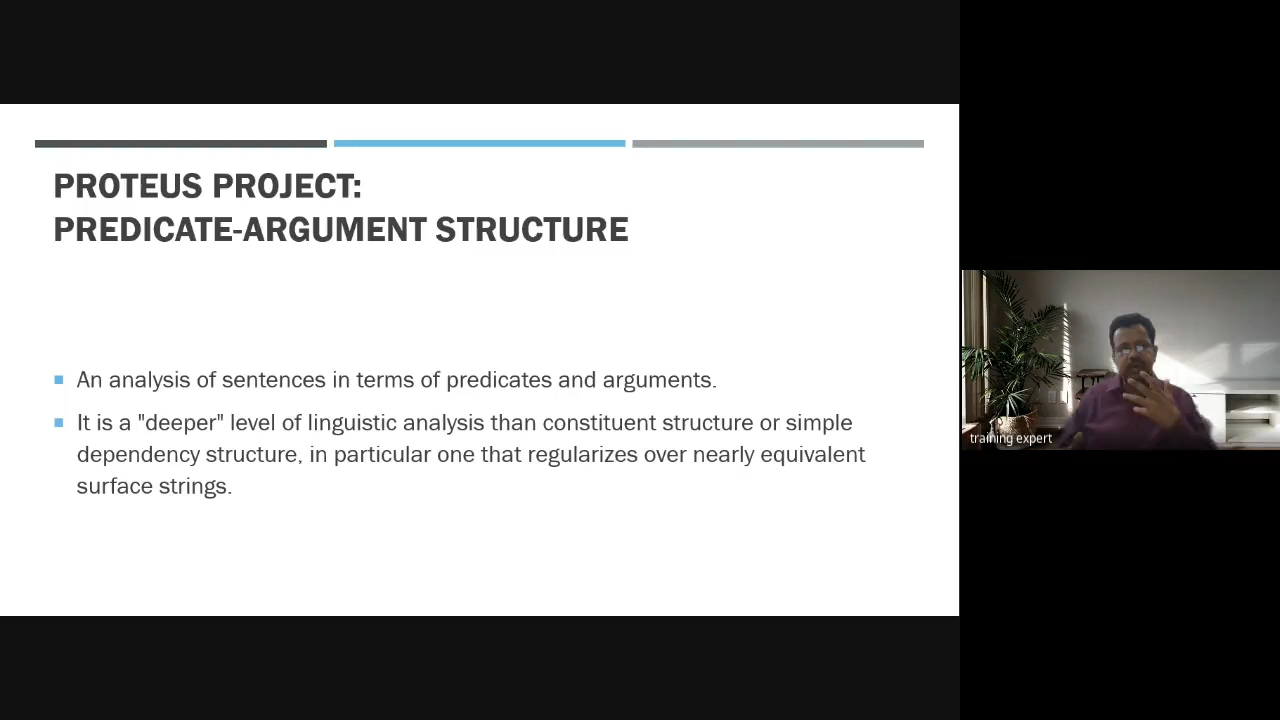 PROTEUS PROJECT:
PREDICATE-ARGUMENT STRUCTURE
An analysis of sentences in terms of predicates and arguments.
It is a "deeper" level of linguistic analysis than constituent structure or simple
dependency structure, in particular one that regularizes over nearly equivalent
surface strings.
training expert